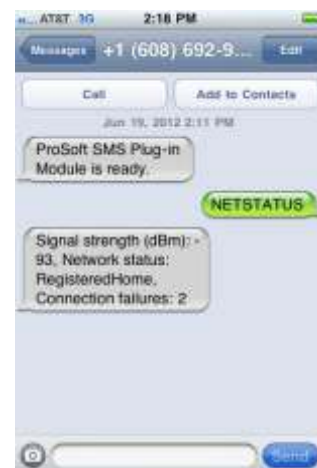 AT&T 3G 2:18 PM
Messages +1 (608) 692-9... Edit
Call Add to Contacts
Jun 19, 2012 2:11 PM
ProSoft SMS Plug-in
Module is ready.
NETSTATUS
Signal strength (dBm): -
93, Network status:
RegisteredHome,
Connection failures: 2
Send